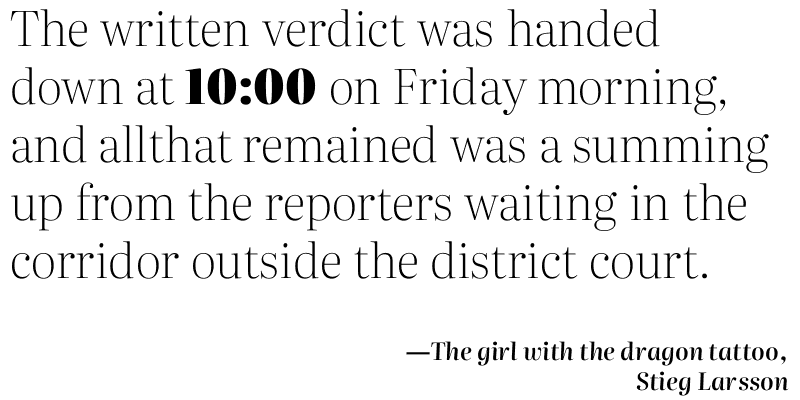 The written verdict was handed
down at 10:00 on Friday morning,
and allthat remained was a summing
up from the reporters waiting in the
corridor outside the district court.
—The girl with the dragon tattoo,
Stieg Larsson